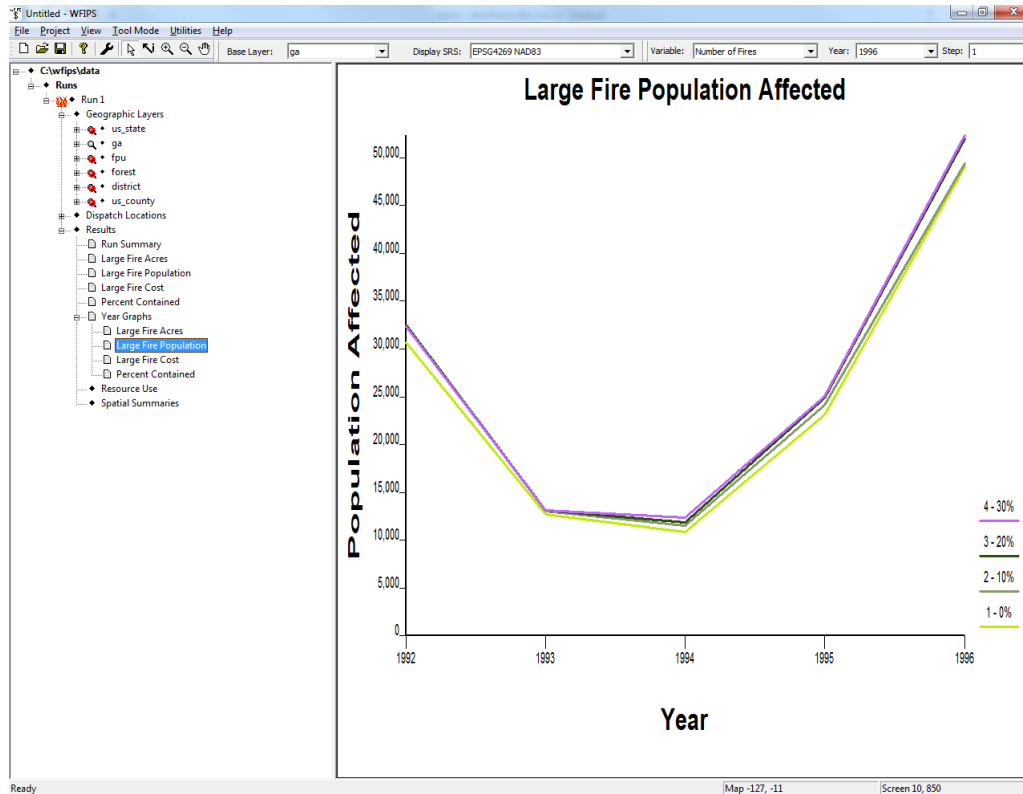 Untitled - WFIPS
File Project View Tool Mode Utilities Help
Base Layer: ga Display SRS: EPSG4269 NAD83 Variable: Number of Fires Year: 1996 Step: 1
C:\wfips\data
Runs
Run 1
Geographic Layers
us_state
ga
fpu
forest
district
us_county
Dispatch Locations
Results
Run Summary
Large Fire Acres
Large Fire Population
Large Fire Cost
Percent Contained
Year Graphs
Large Fire Acres
Large Fire Population
Large Fire Cost
Percent Contained
Resource Use
Spatial Summaries
Large Fire Population Affected
Population Affected
50,000
45,000
40,000
35,000
30,000
25,000
20,000
15,000
10,000
5,000
0
1992 1993 1994 1995 1996
Year
4 - 30%
3 - 20%
2 - 10%
1 - 0%
Ready Map -127, -11 Screen 10, 850